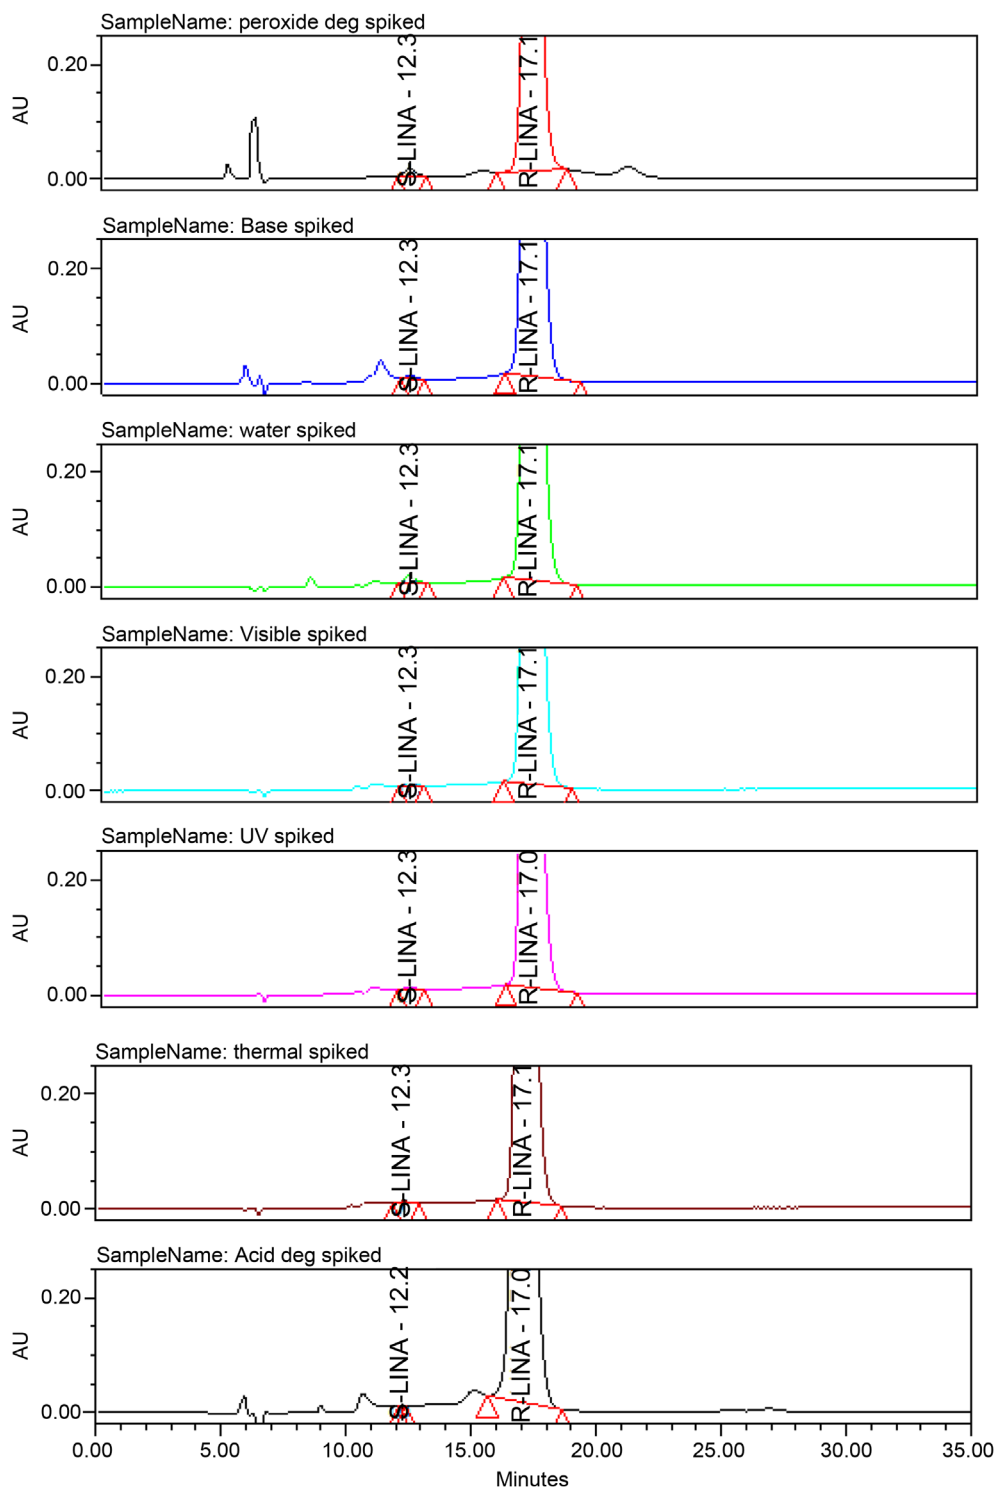 SampleName: peroxide deg spiked
0.20
AU
S-LINA - 12.3
R-LINA - 17.1
0.00
SampleName: Base spiked
0.20
AU
S-LINA - 12.3
R-LINA - 17.1
0.00
SampleName: water spiked
0.20
AU
S-LINA - 12.3
R-LINA - 17.1
0.00
SampleName: Visible spiked
0.20
AU
S-LINA - 12.3
R-LINA - 17.1
0.00
SampleName: UV spiked
0.20
AU
S-LINA - 12.3
R-LINA - 17.0
0.00
SampleName: thermal spiked
0.20
AU
S-LINA - 12.3
R-LINA - 17.1
0.00
SampleName: Acid deg spiked
0.20
AU
S-LINA - 12.2
R-LINA - 17.0
0.00
0.00 5.00 10.00 15.00 20.00 25.00 30.00 35.00
Minutes